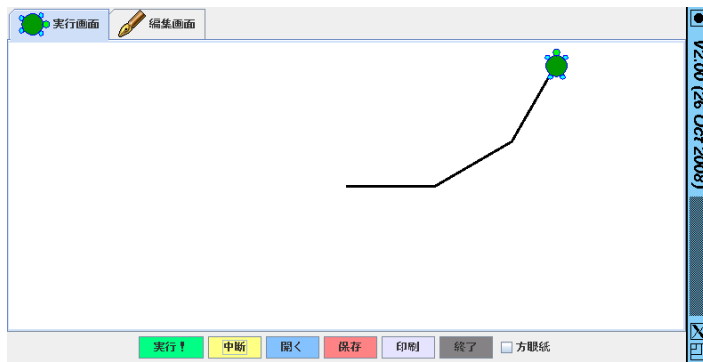 実行画面
編集画面
V2.00 (26 Oct 2008)
実行！
中断
開く
保存
印刷
終了
方眼紙